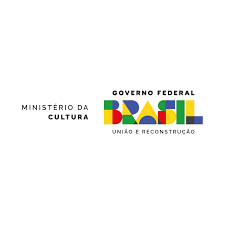 MINISTÉRIO DA
CULTURA
GOVERNO FEDERAL
BRASIL
UNIÃO E RECONSTRUÇÃO